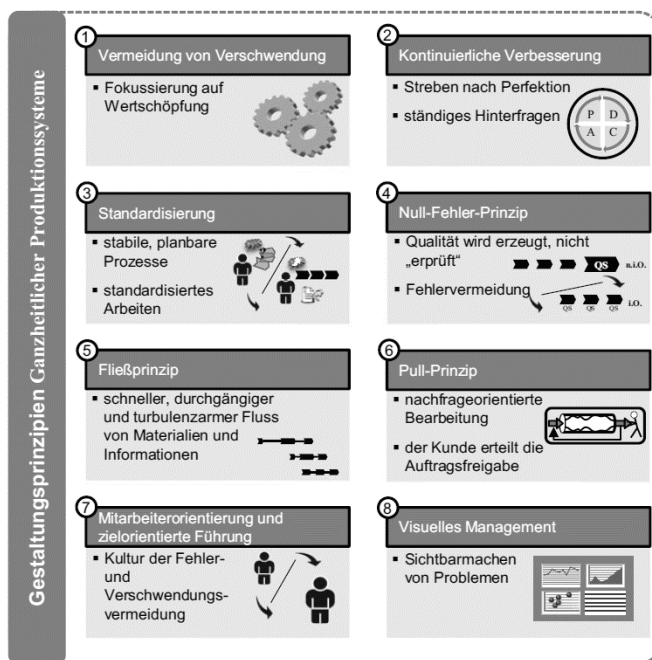 Gestaltungsprinzipien Ganzheitlicher Produktionssysteme
1
Vermeidung von Verschwendung
▪ Fokussierung auf
Wertschöpfung
2
Kontinuierliche Verbesserung
▪ Streben nach Perfektion
▪ ständiges Hinterfragen
P D
A C
3
Standardisierung
▪ stabile, planbare
Prozesse
▪ standardisiertes
Arbeiten
4
Null-Fehler-Prinzip
▪ Qualität wird erzeugt, nicht
„erprüft“
QS n.i.O.
▪ Fehlervermeidung
i.O.
QS QS QS
5
Fließprinzip
▪ schneller, durchgängiger
und turbulenzarmer Fluss
von Materialien und
Informationen
6
Pull-Prinzip
▪ nachfrageorientierte
Bearbeitung
▪ der Kunde erteilt die
Auftragsfreigabe
7
Mitarbeiterorientierung und
zielorientierte Führung
▪ Kultur der Fehler-
und
Verschwendungs-
vermeidung
8
Visuelles Management
▪ Sichtbarmachen
von Problemen